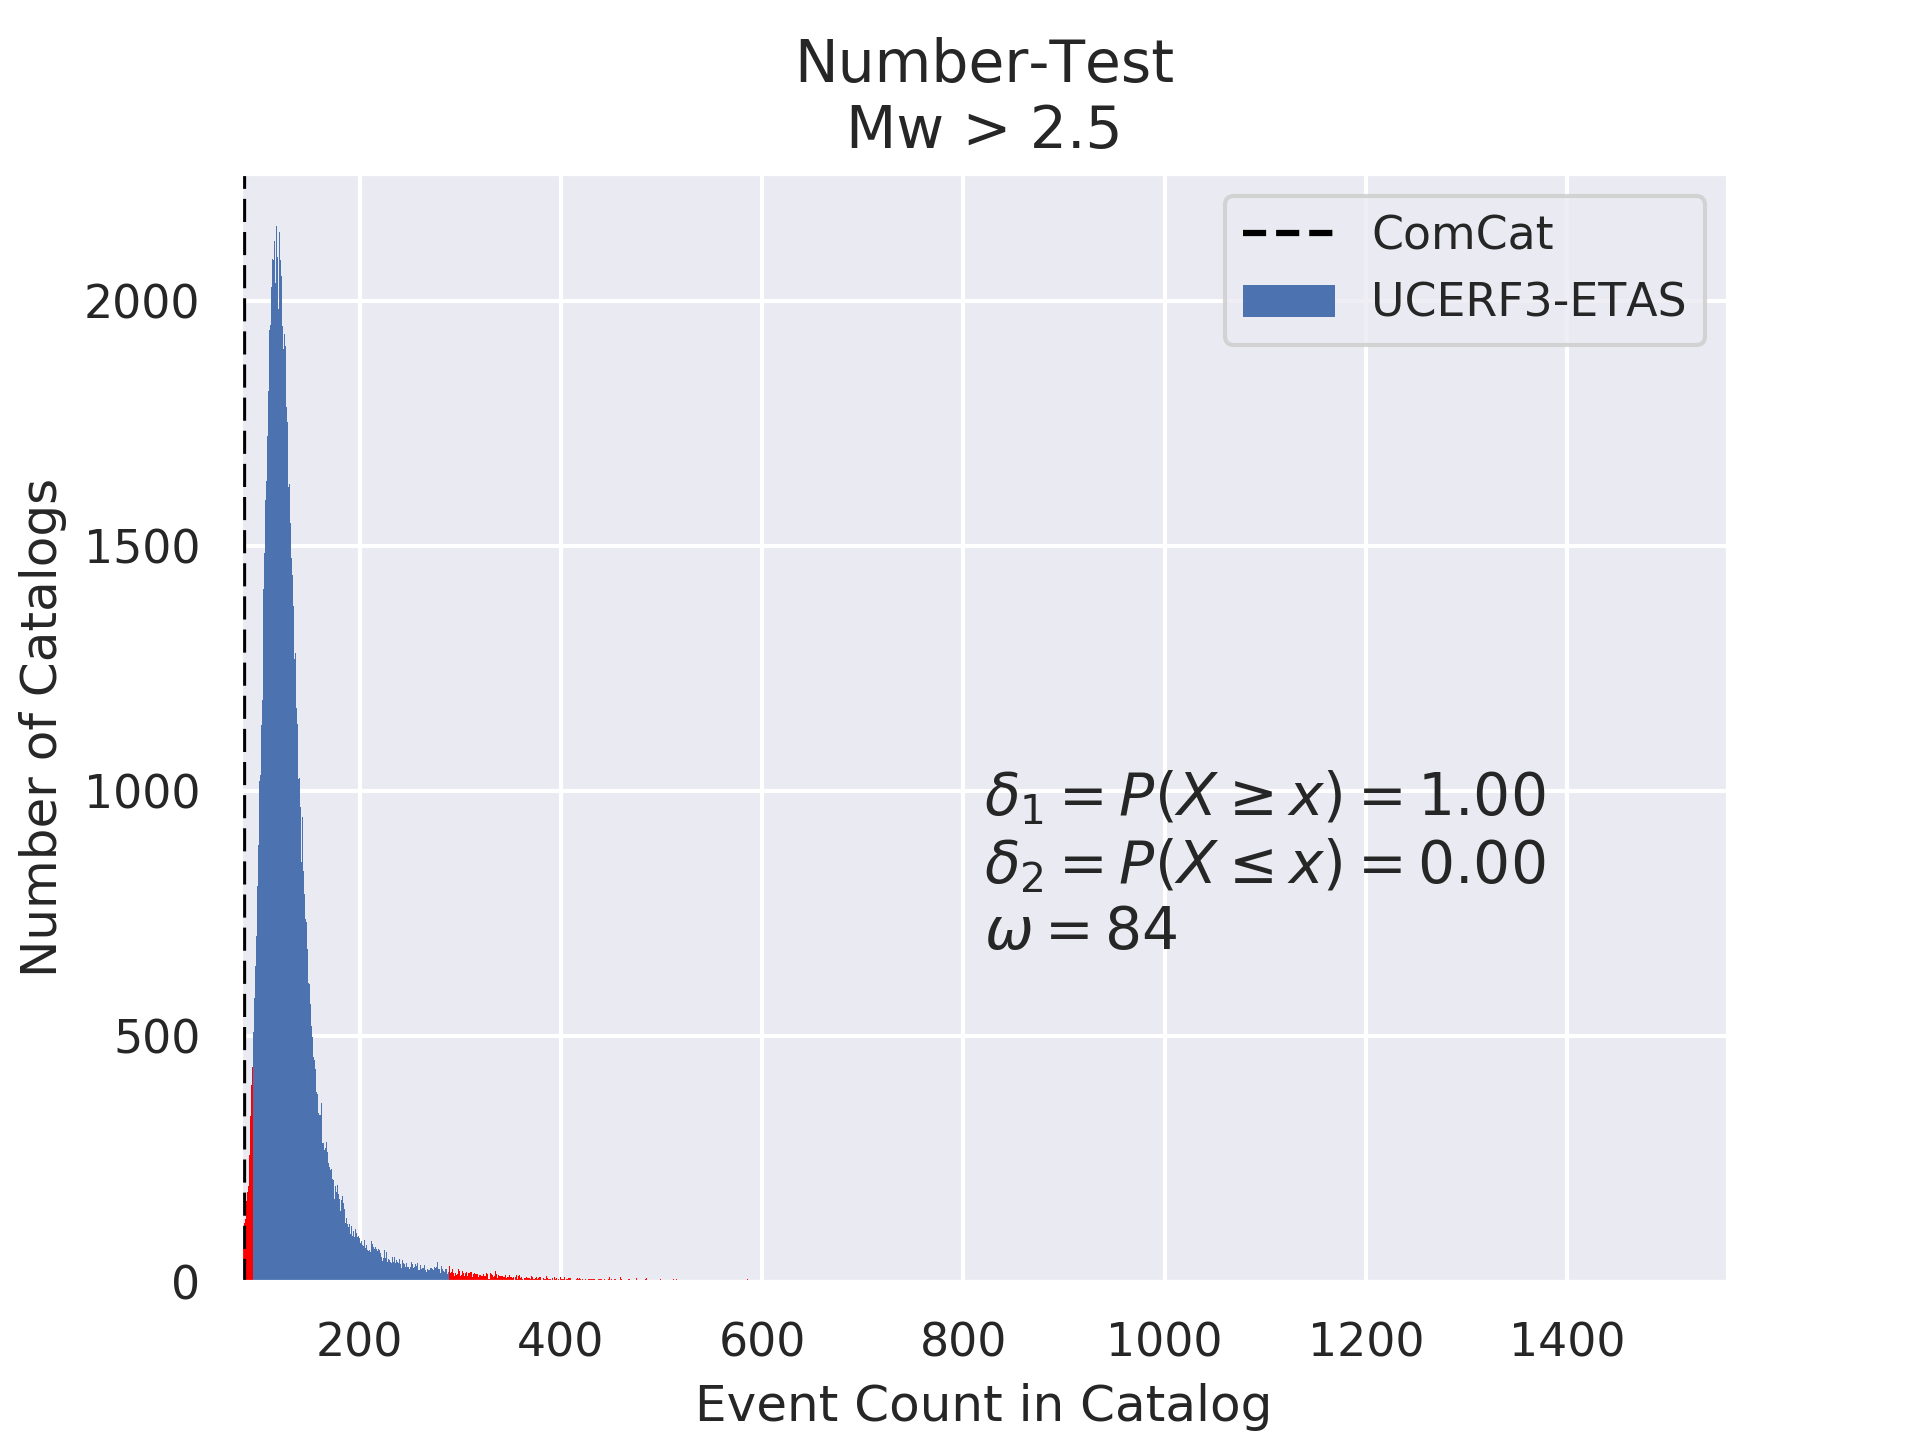 Number-Test
Mw > 2.5
ComCat
UCERF3-ETAS
Number of Catalogs
2000
1500
1000
500
0
δ₁ = P(X ≥ x) = 1.00
δ₂ = P(X ≤ x) = 0.00
ω = 84
200 400 600 800 1000 1200 1400
Event Count in Catalog